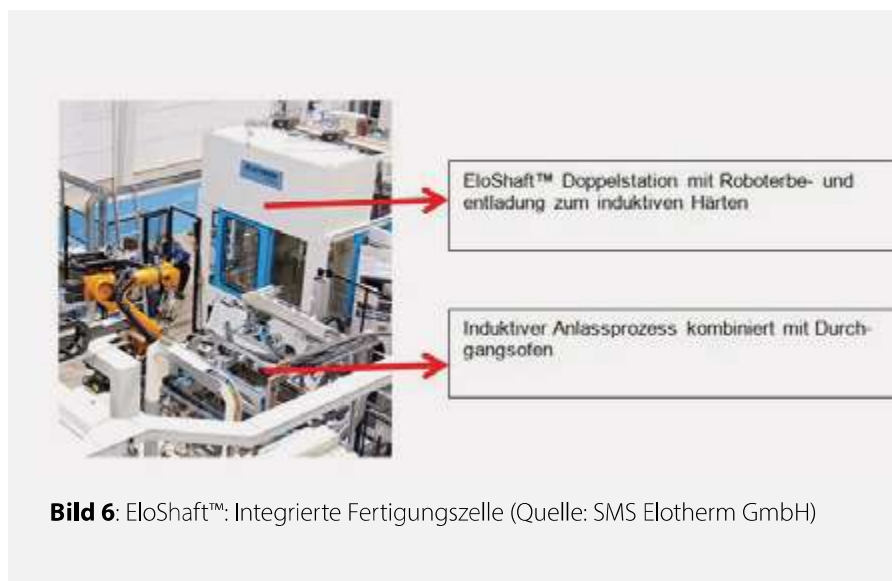 EloShaft™ Doppelstation mit Roboterbe- und
entladung zum induktiven Härten
Induktiver Anlassprozess kombiniert mit Durch-
gangsofen
Bild 6: EloShaft™: Integrierte Fertigungszelle (Quelle: SMS Elotherm GmbH)